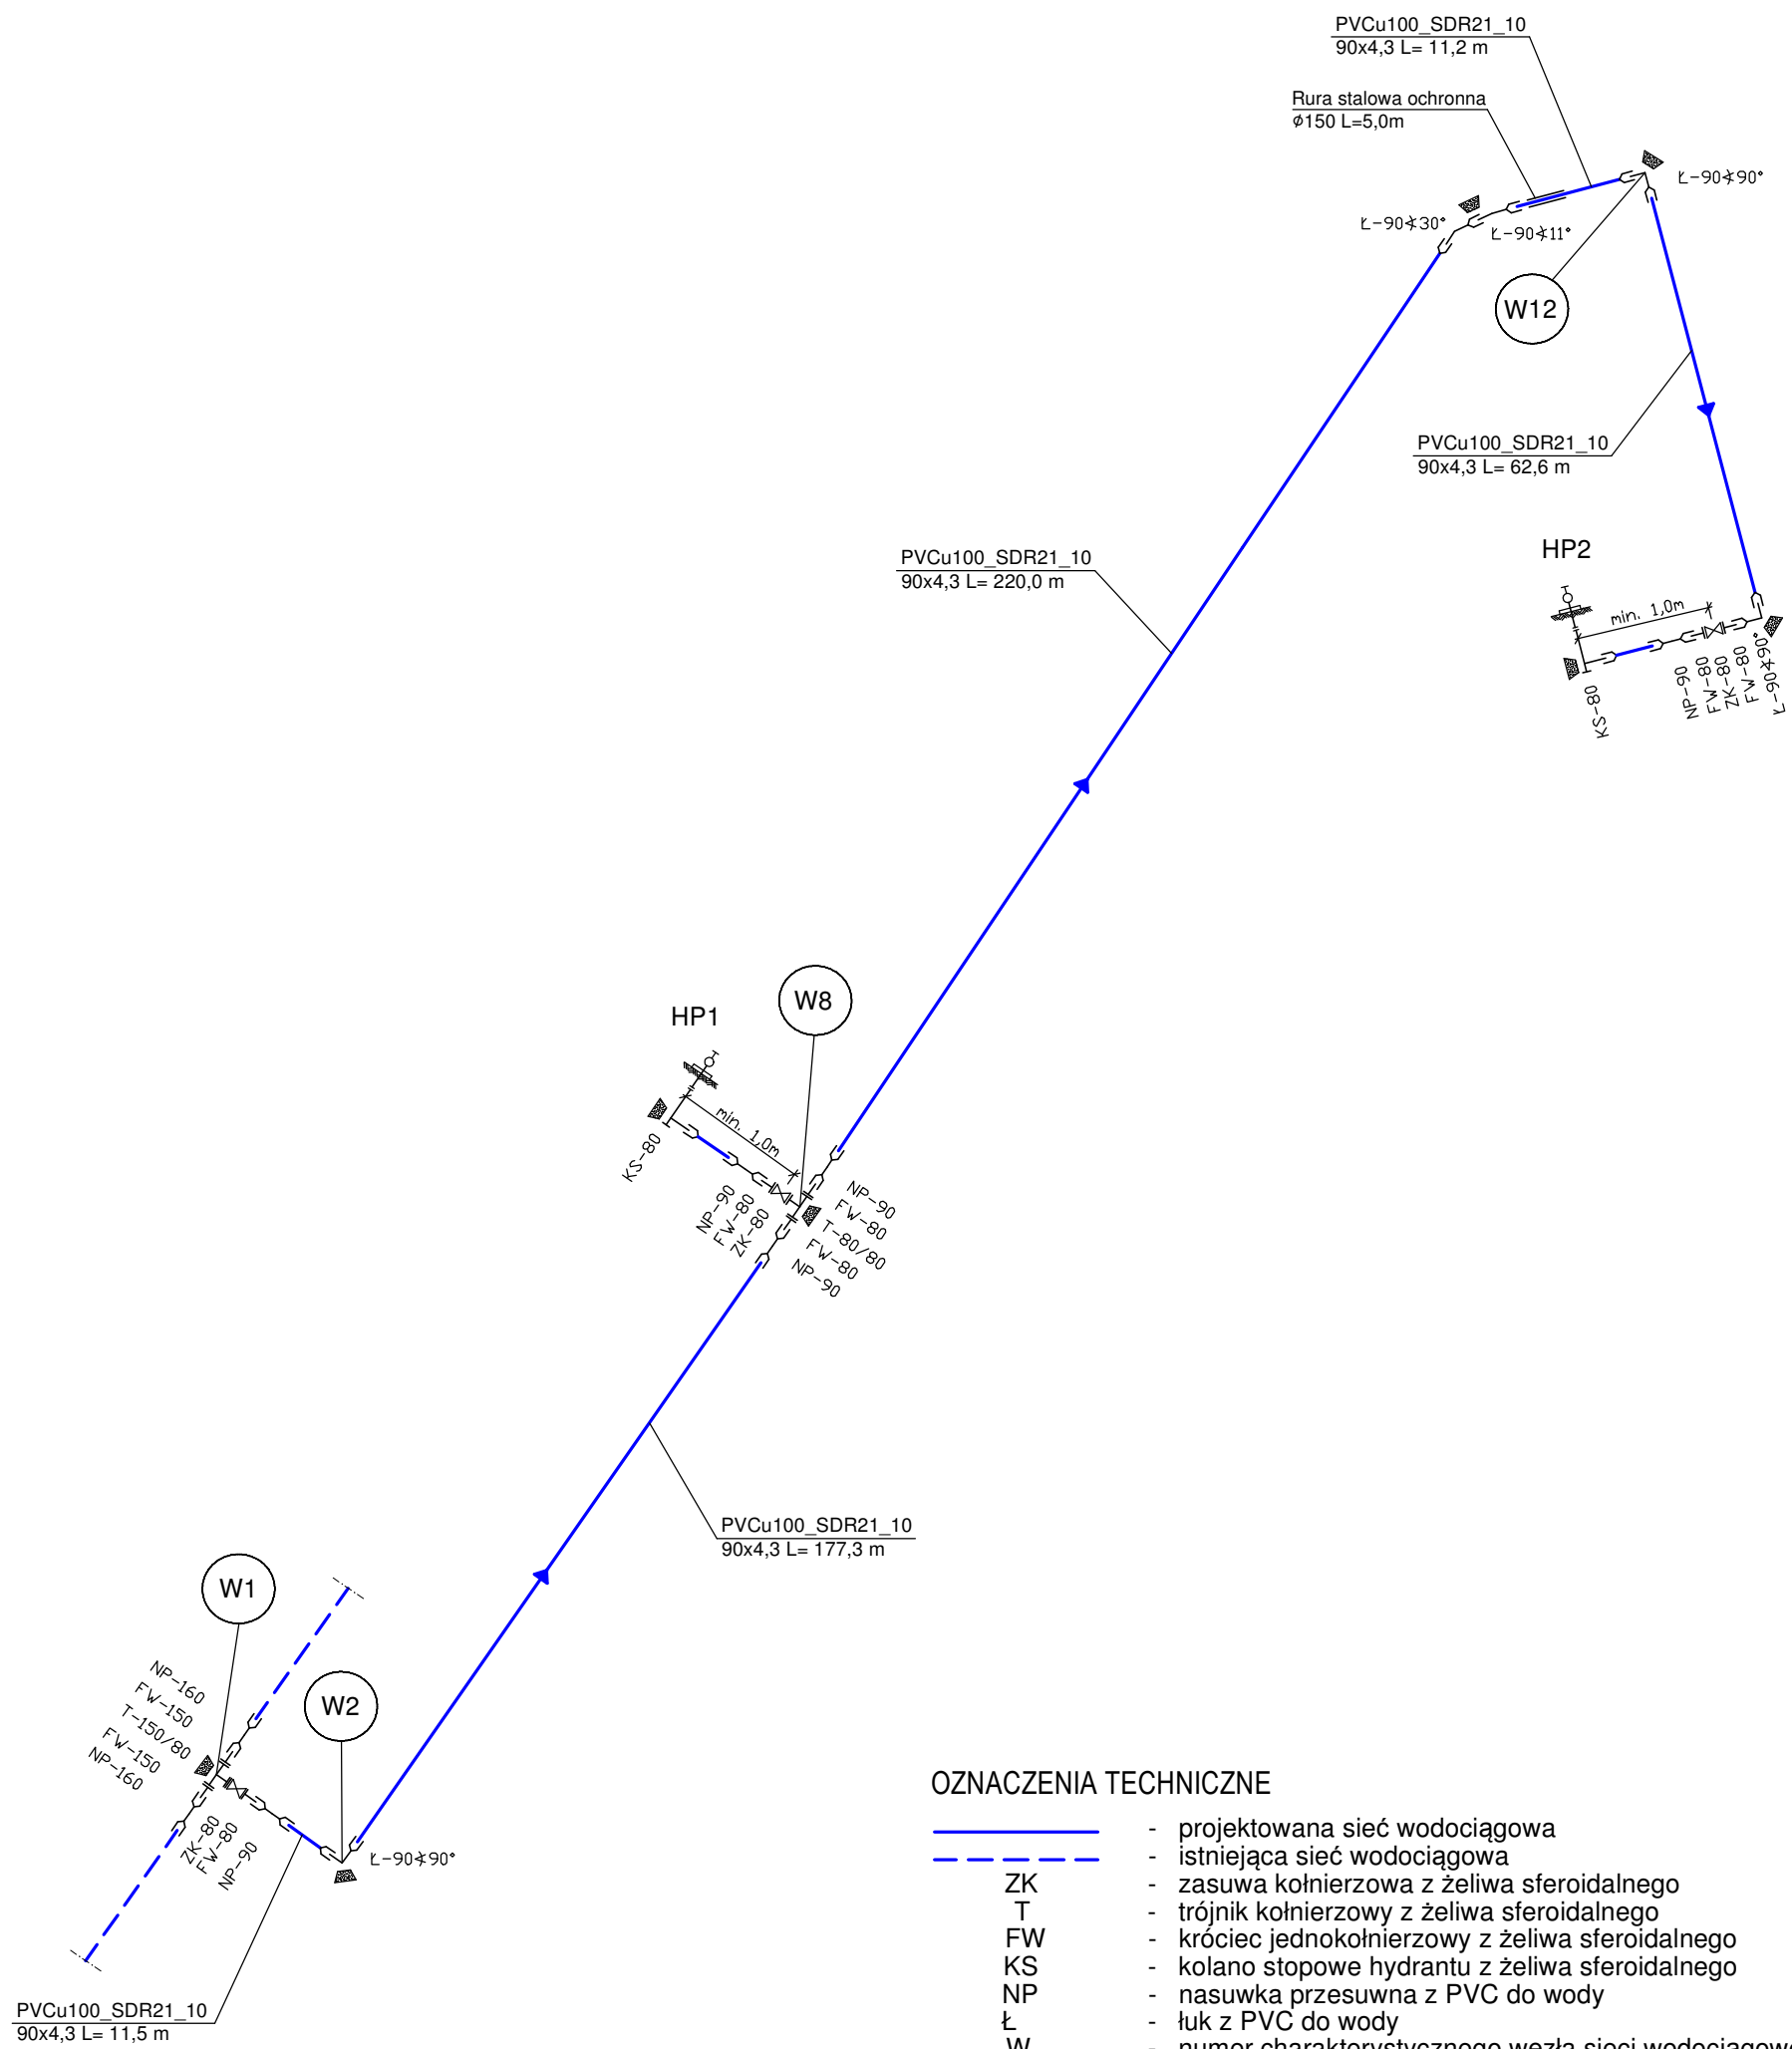 PVCu100_SDR21_10
90x4,3 L= 11,2 m
Rura stalowa ochronna
ø150 L=5,0m
Ł-90∢90°
Ł-90∢30°
Ł-90∢11°
W12
PVCu100_SDR21_10
90x4,3 L= 62,6 m
HP2
min. 1,0m
KS-80
NP-90
FW-80
ZK-80
FW-80
Ł-90∢90°
PVCu100_SDR21_10
90x4,3 L= 220,0 m
W8
HP1
min. 1,0m
KS-80
NP-90
FW-80
ZK-80
NP-90
FW-80
T-80/80
FW-80
NP-90
PVCu100_SDR21_10
90x4,3 L= 177,3 m
W1
W2
NP-160
FW-150
T-150/80
FW-150
NP-160
ZK-80
FW-80
NP-90
Ł-90∢90°
PVCu100_SDR21_10
90x4,3 L= 11,5 m
OZNACZENIA TECHNICZNE
- projektowana sieć wodociągowa
- istniejąca sieć wodociągowa
ZK - zasuwa kołnierzowa z żeliwa sferoidalnego
T - trójnik kołnierzowy z żeliwa sferoidalnego
FW - króciec jednokołnierzowy z żeliwa sferoidalnego
KS - kolano stopowe hydrantu z żeliwa sferoidalnego
NP - nasuwka przesuwna z PVC do wody
Ł - łuk z PVC do wody
W - numer charakterystycznego węzła sieci